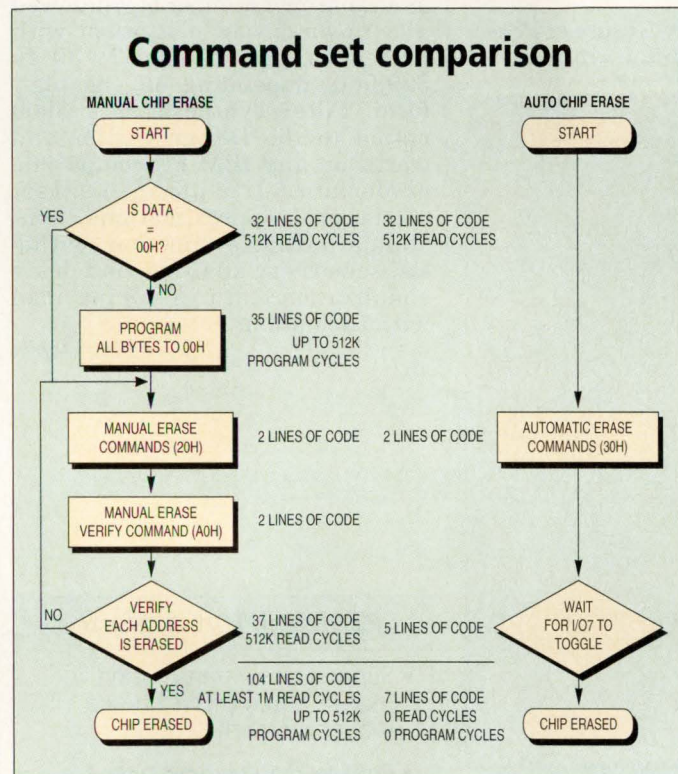 Command set comparison
MANUAL CHIP ERASE
AUTO CHIP ERASE
START
START
YES
IS DATA
=
00H?
32 LINES OF CODE
512K READ CYCLES
32 LINES OF CODE
512K READ CYCLES
NO
PROGRAM
ALL BYTES TO 00H
35 LINES OF CODE
UP TO 512K
PROGRAM CYCLES
MANUAL ERASE
COMMANDS (20H)
2 LINES OF CODE
2 LINES OF CODE
AUTOMATIC ERASE
COMMANDS (30H)
MANUAL ERASE
VERIFY COMMAND (A0H)
2 LINES OF CODE
NO
VERIFY
EACH ADDRESS
IS ERASED
37 LINES OF CODE
512K READ CYCLES
5 LINES OF CODE
WAIT
FOR I/O7 TO
TOGGLE
YES
104 LINES OF CODE
AT LEAST 1M READ CYCLES
UP TO 512K
PROGRAM CYCLES
7 LINES OF CODE
0 READ CYCLES
0 PROGRAM CYCLES
CHIP ERASED
CHIP ERASED